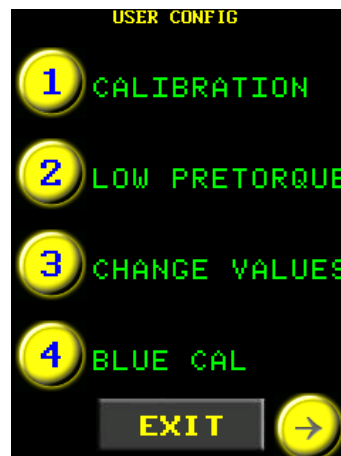 USER CONFIG
1 CALIBRATION
2 LOW PRETORQUE
3 CHANGE VALUES
4 BLUE CAL
EXIT